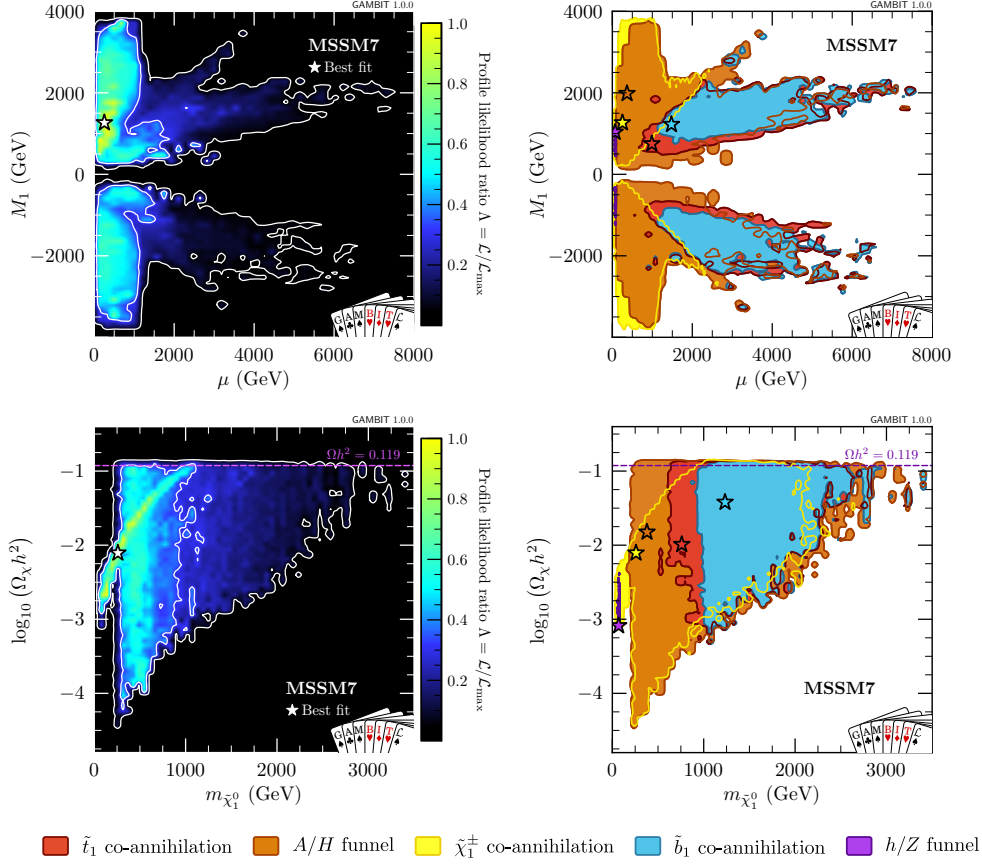 GAMBIT 1.0.0
MSSM7
Best fit
4000
2000
0
−2000
M₁ (GeV)
0 2000 4000 6000 8000
μ (GeV)
1.0
0.8
0.6
0.4
0.2
Profile likelihood ratio Λ = ℒ/ℒmax
G A M B I T ℒ
GAMBIT 1.0.0
MSSM7
4000
2000
0
−2000
M₁ (GeV)
0 2000 4000 6000 8000
μ (GeV)
G A M B I T ℒ
GAMBIT 1.0.0
Ωh² = 0.119
−1
−2
−3
−4
log₁₀ (Ωχh²)
MSSM7
Best fit
0 1000 2000 3000
m_χ̃₁⁰ (GeV)
1.0
0.8
0.6
0.4
0.2
Profile likelihood ratio Λ = ℒ/ℒmax
G A M B I T ℒ
GAMBIT 1.0.0
Ωh² = 0.119
−1
−2
−3
−4
log₁₀ (Ωχh²)
MSSM7
0 1000 2000 3000
m_χ̃₁⁰ (GeV)
G A M B I T ℒ
t̃₁ co-annihilation A/H funnel χ̃₁± co-annihilation b̃₁ co-annihilation h/Z funnel